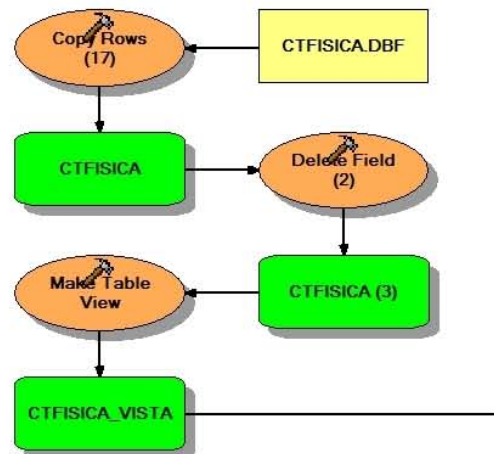 Copy Rows
(17)
CTFISICA.DBF
CTFISICA
Delete Field
(2)
Make Table
View
CTFISICA (3)
CTFISICA_VISTA